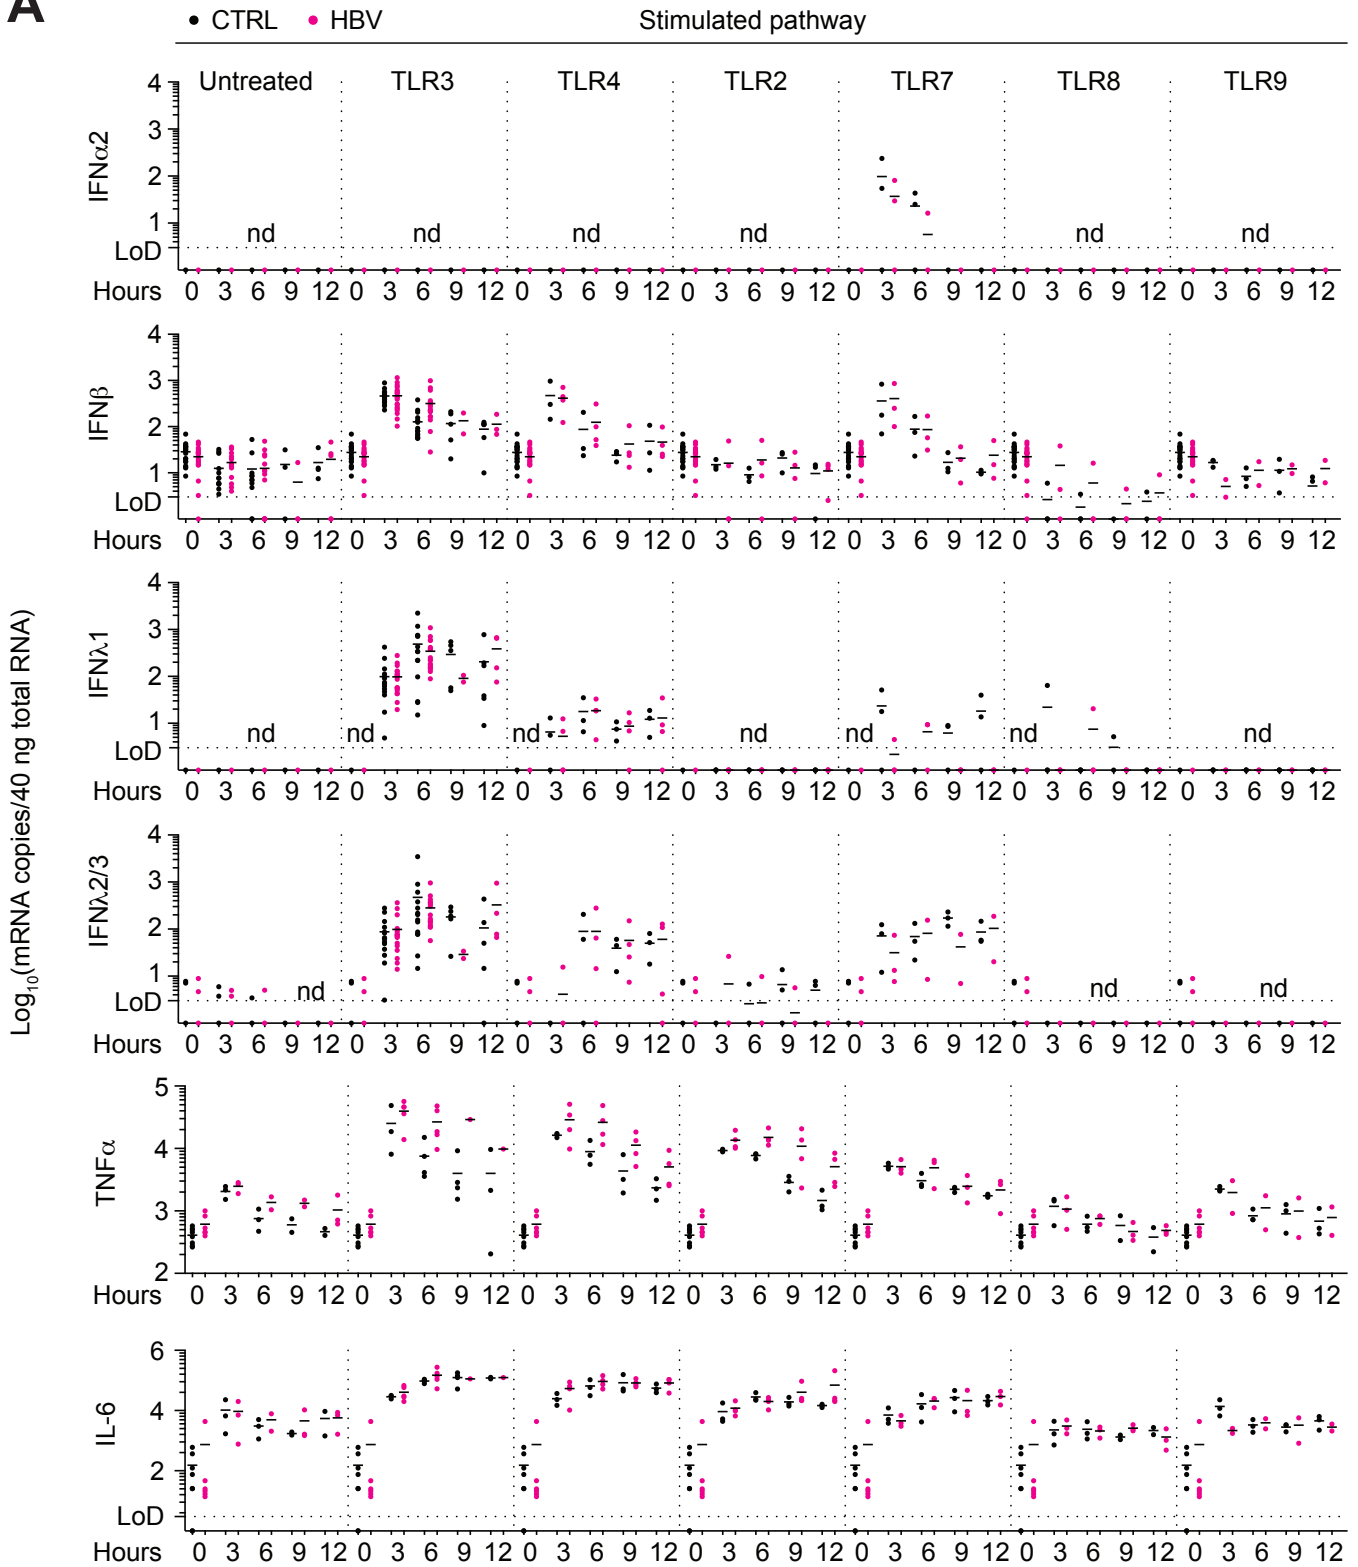 A
CTRL HBV Stimulated pathway
Untreated TLR3 TLR4 TLR2 TLR7 TLR8 TLR9
Log10(mRNA copies/40 ng total RNA)
IFNα2
4
3
2
1
LoD
nd nd nd nd nd nd
Hours 0 3 6 9 12 0 3 6 9 12 0 3 6 9 12 0 3 6 9 12 0 3 6 9 12 0 3 6 9 12 0 3 6 9 12
IFNβ
4
3
2
1
LoD
Hours 0 3 6 9 12 0 3 6 9 12 0 3 6 9 12 0 3 6 9 12 0 3 6 9 12 0 3 6 9 12 0 3 6 9 12
IFNλ1
4
3
2
1
LoD
nd nd nd nd nd nd nd
Hours 0 3 6 9 12 0 3 6 9 12 0 3 6 9 12 0 3 6 9 12 0 3 6 9 12 0 3 6 9 12 0 3 6 9 12
IFNλ2/3
4
3
2
1
LoD
nd nd nd
Hours 0 3 6 9 12 0 3 6 9 12 0 3 6 9 12 0 3 6 9 12 0 3 6 9 12 0 3 6 9 12 0 3 6 9 12
TNFα
5
4
3
2
Hours 0 3 6 9 12 0 3 6 9 12 0 3 6 9 12 0 3 6 9 12 0 3 6 9 12 0 3 6 9 12 0 3 6 9 12
IL-6
6
4
2
LoD
Hours 0 3 6 9 12 0 3 6 9 12 0 3 6 9 12 0 3 6 9 12 0 3 6 9 12 0 3 6 9 12 0 3 6 9 12